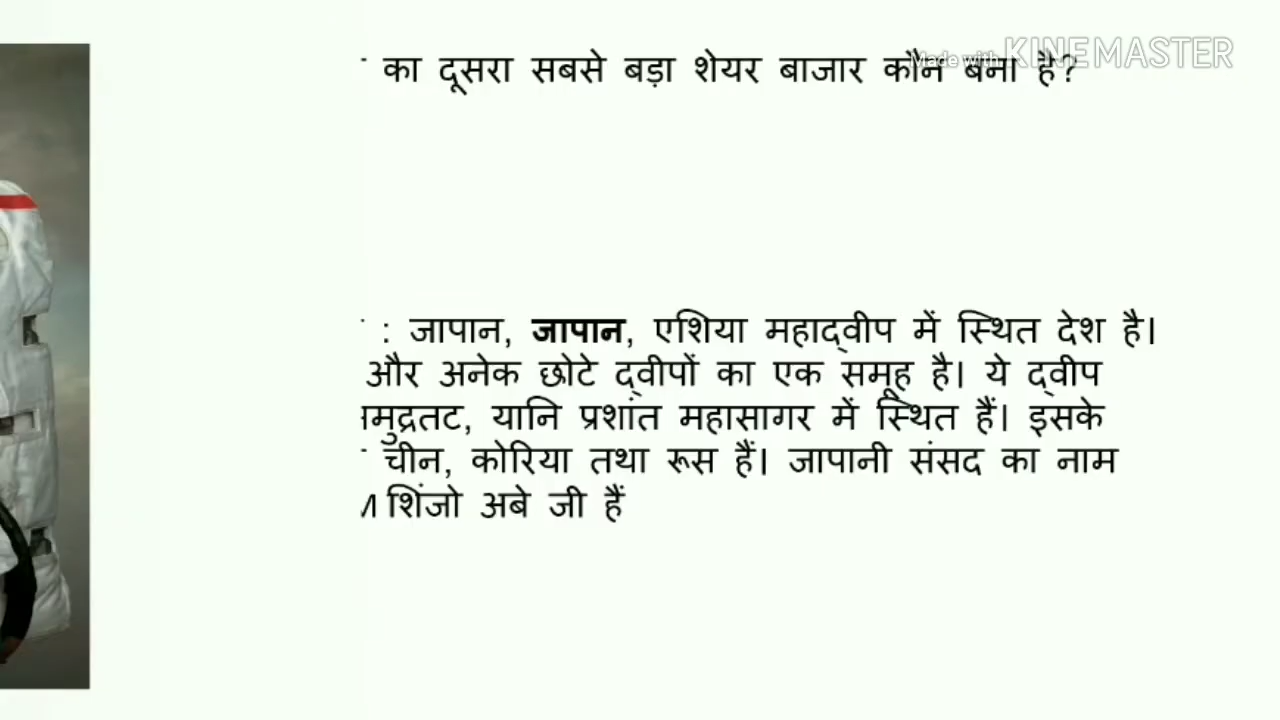 Made with KINEMASTER
का दूसरा सबसे बड़ा शेयर बाजार कौन बना है?
: जापान, जापान, एशिया महाद्वीप में स्थित देश है।
और अनेक छोटे द्वीपों का एक समूह है। ये द्वीप
यानि प्रशांत महासागर में स्थित हैं। इसके
चीन, कोरिया तथा रूस हैं। जापानी संसद का नाम
शिंजो अबे जी हैं